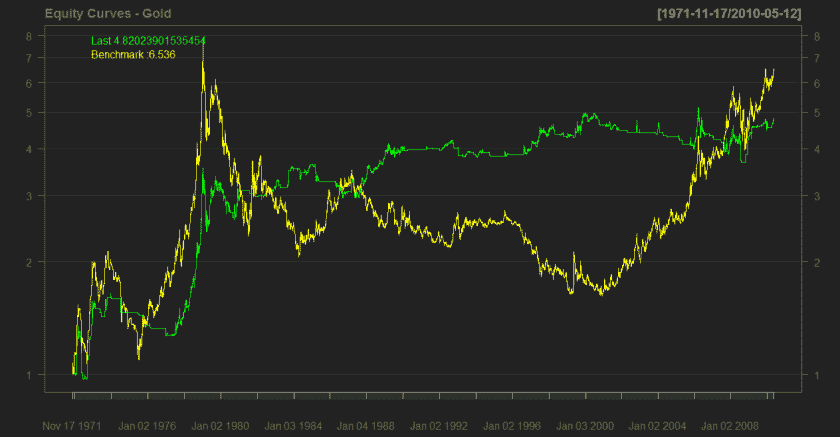 Equity Curves - Gold [1971-11-17/2010-05-12]
Last 4.82023901535454
Benchmark :6.536
8 8
7 7
6 6
5 5
4 4
3 3
2 2
1 1
Nov 17 1971 Jan 02 1976 Jan 02 1980 Jan 03 1984 Jan 04 1988 Jan 02 1992 Jan 02 1996 Jan 03 2000 Jan 02 2004 Jan 02 2008